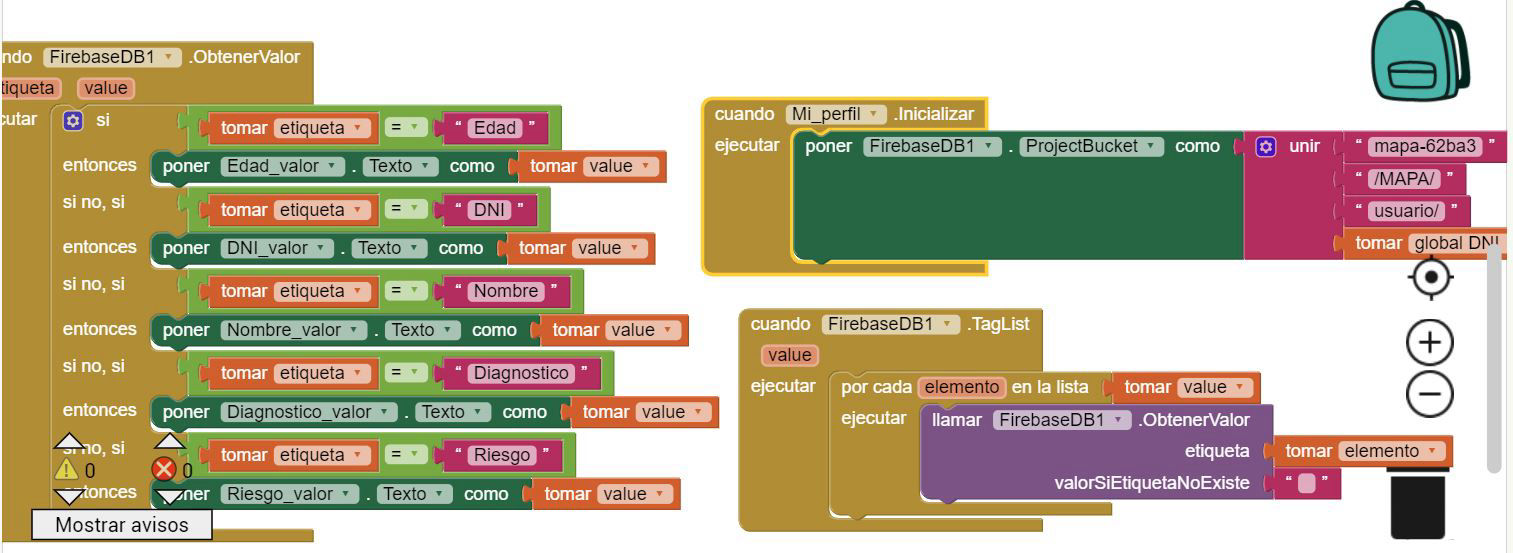 ndo FirebaseDB1 .ObtenerValor
tiqueta value
cutar si tomar etiqueta = “ Edad ”
entonces poner Edad_valor . Texto como tomar value
si no, si tomar etiqueta = “ DNI ”
entonces poner DNI_valor . Texto como tomar value
si no, si tomar etiqueta = “ Nombre ”
entonces poner Nombre_valor . Texto como tomar value
si no, si tomar etiqueta = “ Diagnostico ”
entonces poner Diagnostico_valor . Texto como tomar value
si no, si tomar etiqueta = “ Riesgo ”
entonces poner Riesgo_valor . Texto como tomar value
0 0
Mostrar avisos
cuando Mi_perfil .Inicializar
ejecutar poner FirebaseDB1 . ProjectBucket como unir “ mapa-62ba3 ”
“ /MAPA/ ”
“ usuario/ ”
tomar global DNI
cuando FirebaseDB1 .TagList
value
ejecutar por cada elemento en la lista tomar value
ejecutar llamar FirebaseDB1 .ObtenerValor
etiqueta tomar elemento
valorSiEtiquetaNoExiste “ ”